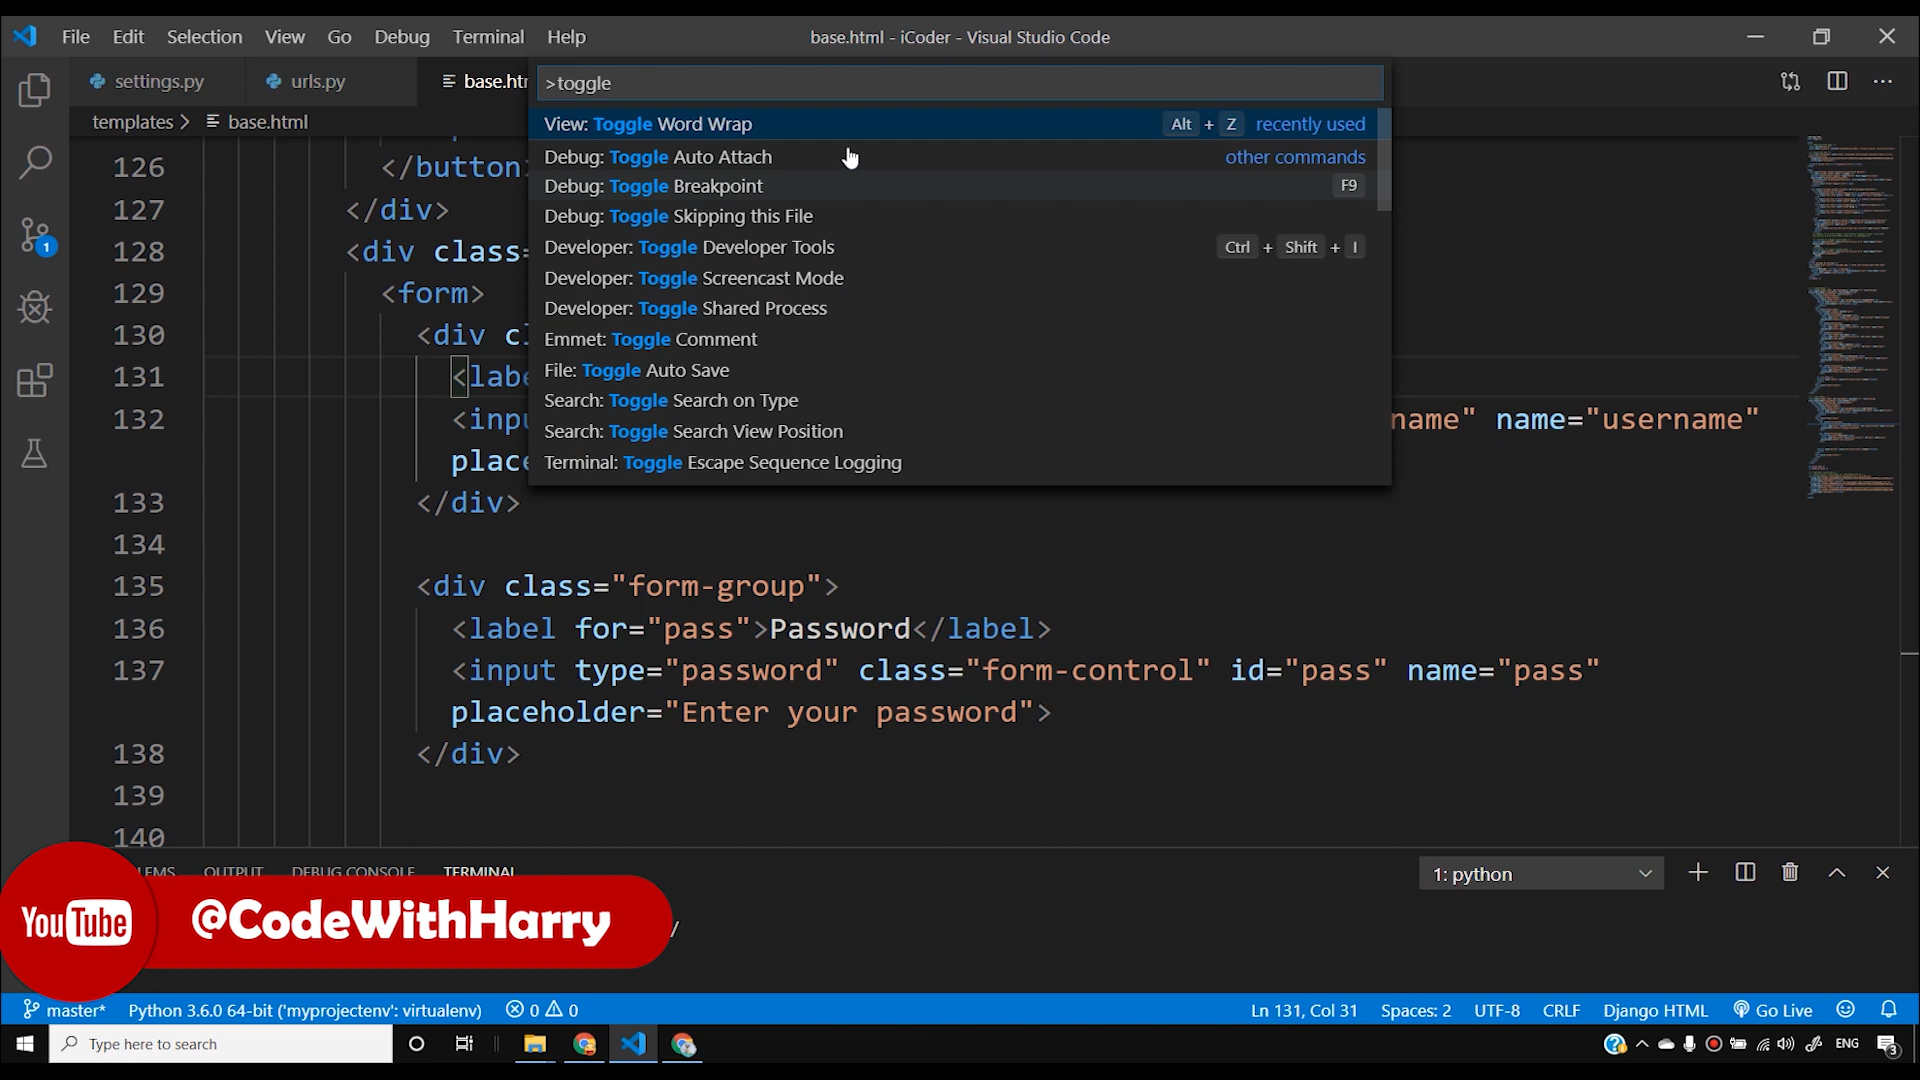 File Edit Selection View Go Debug Terminal Help
base.html - iCoder - Visual Studio Code
settings.py
urls.py
>toggle
templates > base.html
View: Toggle Word Wrap Alt + Z recently used
Debug: Toggle Auto Attach other commands
Debug: Toggle Breakpoint F9
Debug: Toggle Skipping this File
Developer: Toggle Developer Tools Ctrl + Shift + I
Developer: Toggle Screencast Mode
Developer: Toggle Shared Process
Emmet: Toggle Comment
File: Toggle Auto Save
Search: Toggle Search on Type
Search: Toggle Search View Position
Terminal: Toggle Escape Sequence Logging
126 </button
127 </div>
128 <div class=
129 <form>
130 <div
131
132 name" name="username"
133 </div>
134
135 <div class="form-group">
136 <label for="pass">Password</label>
137 <input type="password" class="form-control" id="pass" name="pass"
placeholder="Enter your password">
138 </div>
139
140
OUTPUT DEBUG CONSOLE TERMINAL
1: python
YouTube @CodeWithHarry
/
master* Python 3.6.0 64-bit ('myprojectenv': virtualenv) 0 0
Ln 131, Col 31 Spaces: 2 UTF-8 CRLF Django HTML Go Live
Type here to search
ENG
3
1